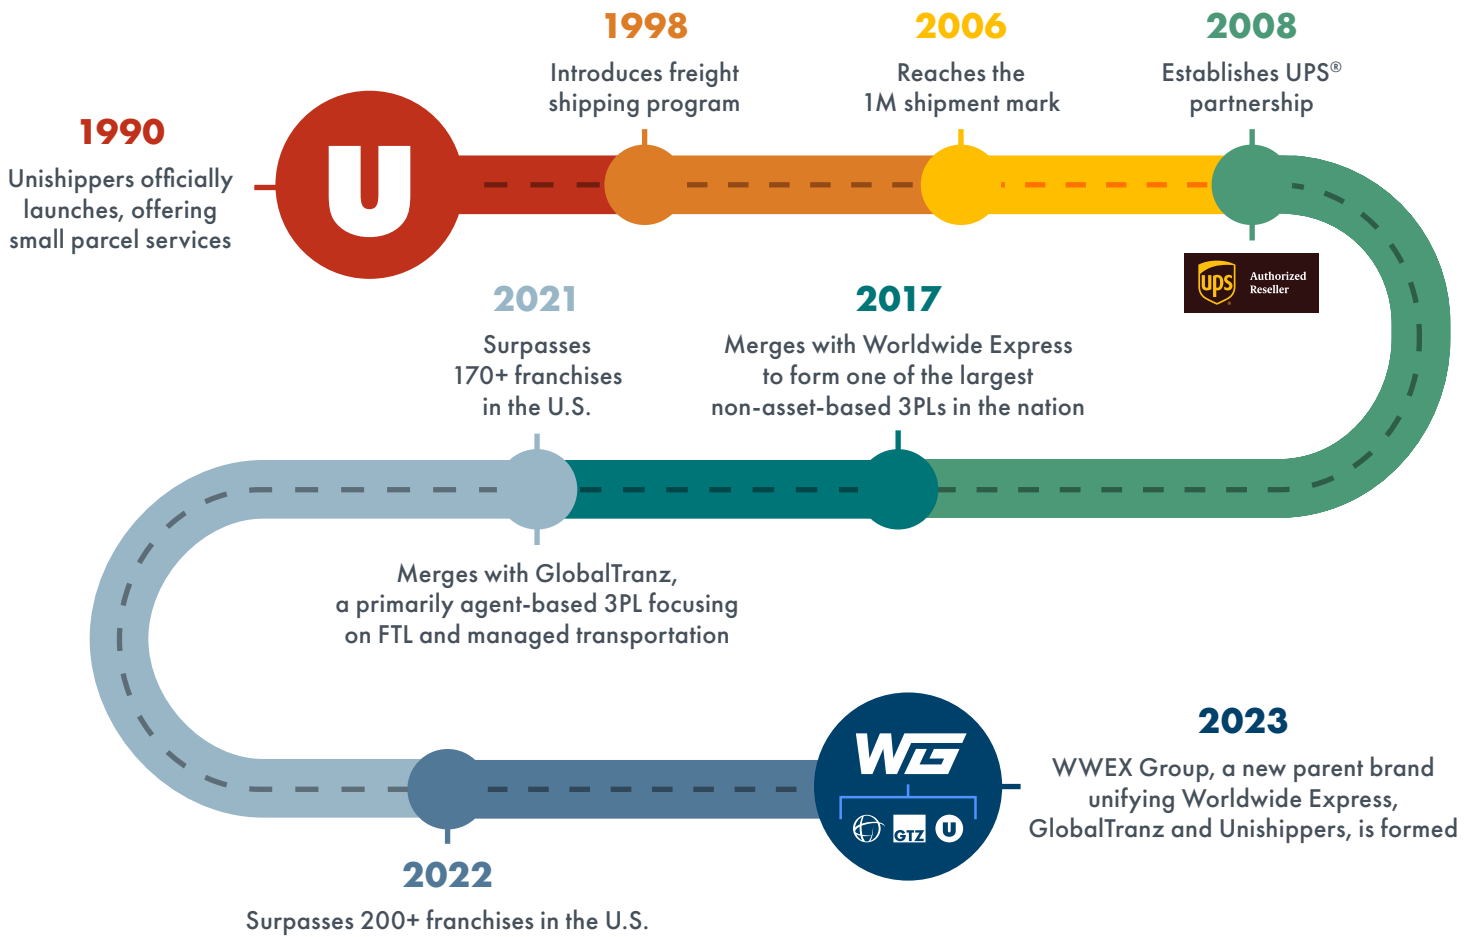 1990
Unishippers officially
launches, offering
small parcel services
U
1998
Introduces freight
shipping program
2006
Reaches the
1M shipment mark
2008
Establishes UPS®
partnership
ups
Authorized
Reseller
2017
Merges with Worldwide Express
to form one of the largest
non-asset-based 3PLs in the nation
2021
Surpasses
170+ franchises
in the U.S.
Merges with GlobalTranz,
a primarily agent-based 3PL focusing
on FTL and managed transportation
2022
Surpasses 200+ franchises in the U.S.
WG
GTZ
U
2023
WWEX Group, a new parent brand
unifying Worldwide Express,
GlobalTranz and Unishippers, is formed